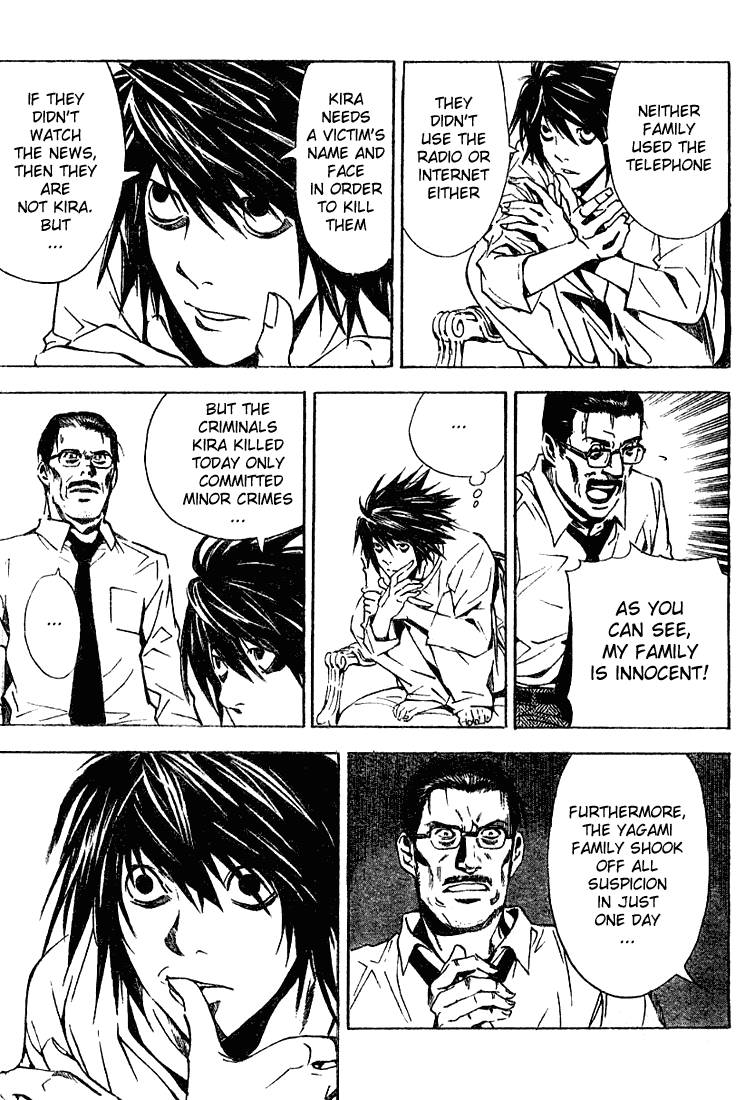 NEITHER
FAMILY
USED THE
TELEPHONE
THEY
DIDN'T
USE THE
RADIO OR
INTERNET
EITHER
KIRA
NEEDS
A VICTIM'S
NAME AND
FACE
IN ORDER
TO KILL
THEM
IF THEY
DIDN'T
WATCH
THE NEWS,
THEN THEY
ARE
NOT KIRA.
BUT
...
AS YOU
CAN SEE,
MY FAMILY
IS INNOCENT!
...
BUT THE
CRIMINALS
KIRA KILLED
TODAY ONLY
COMMITTED
MINOR CRIMES
...
...
FURTHERMORE,
THE YAGAMI
FAMILY SHOOK
OFF ALL
SUSPICION
IN JUST
ONE DAY
...